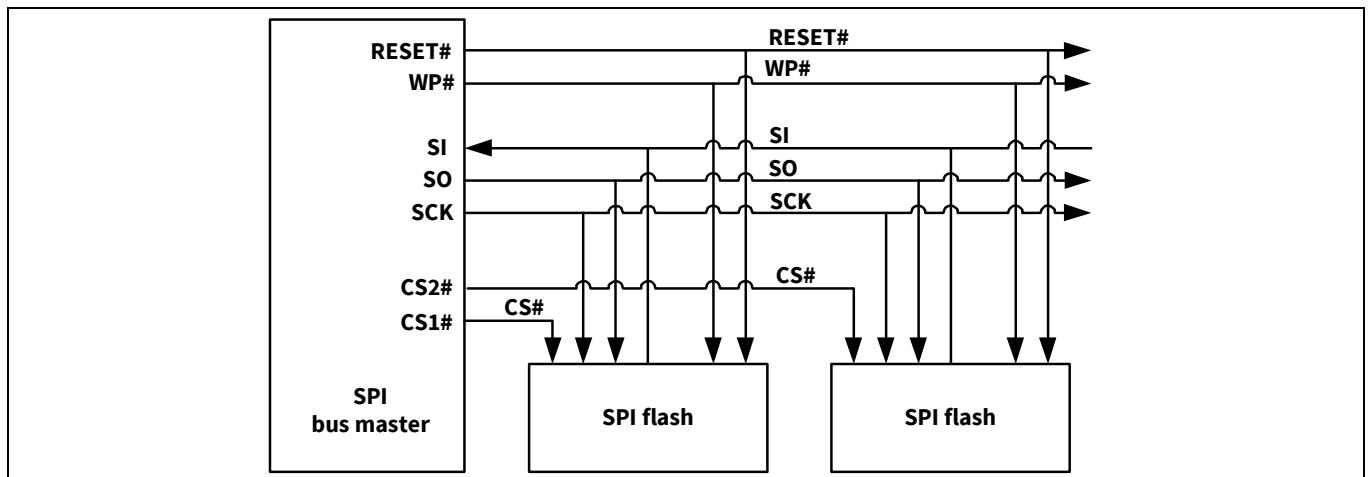 RESET#
RESET#
WP#
WP#
SI
SI
SO
SO
SCK
SCK
CS2#
CS#
CS1#
CS#
SPI
bus master
SPI flash
SPI flash